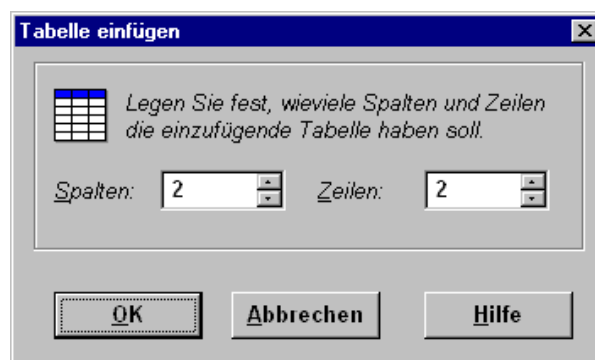 Tabelle einfügen
Legen Sie fest, wieviele Spalten und Zeilen
die einzufügende Tabelle haben soll.
Spalten: 2 Zeilen: 2
OK Abbrechen Hilfe